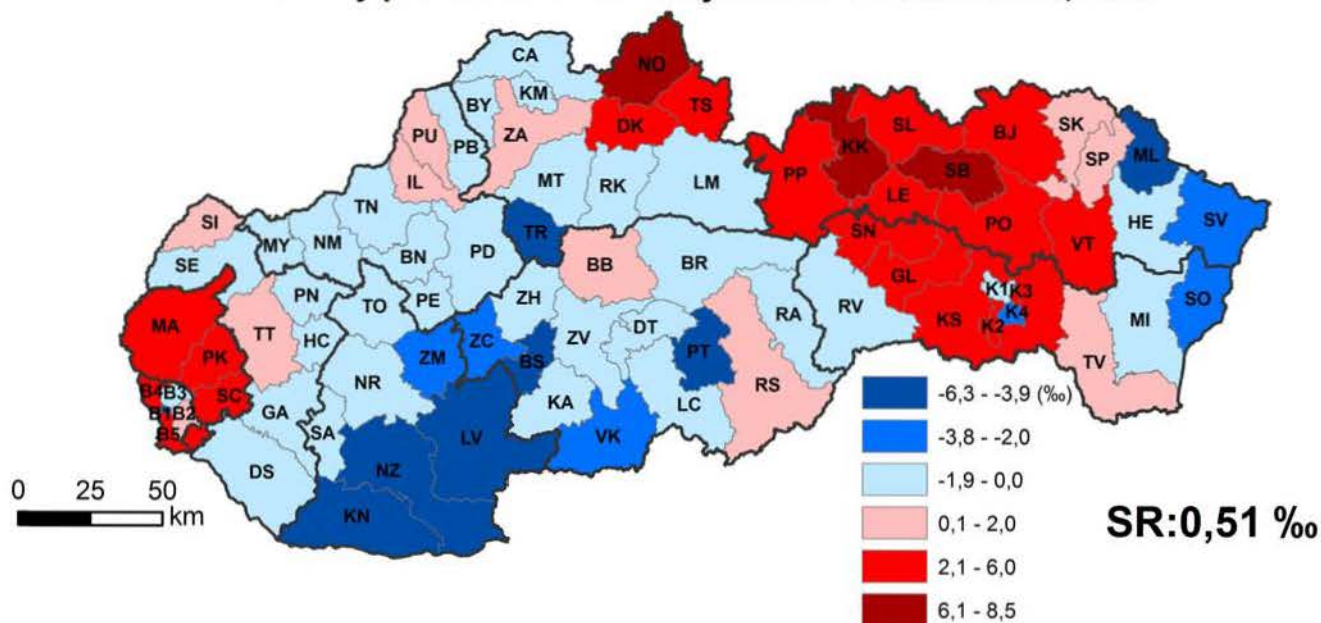 CA
NO
KM
BY
TS
PU
PB
ZA
DK
SL
BJ
SK
KK
SP
ML
IL
PP
SB
MT
RK
LM
LE
HE
SV
TN
SI
TR
SN
PO
VT
MY
NM
BN
PD
BB
BR
SE
GL
PN
TO
PE
ZH
K1 K3
K4
SO
RA
RV
MA
TT
HC
DT
KS
K2
MI
PK
ZM
ZC
ZV
BS
PT
TV
NR
RS
B4 B3
SC
B1 B2
B5
GA
KA
LC
SA
LV
VK
DS
NZ
KN
0 25 50
km
-6,3 - -3,9 (‰)
-3,8 - -2,0
-1,9 - 0,0
0,1 - 2,0
2,1 - 6,0
6,1 - 8,5
SR:0,51 ‰